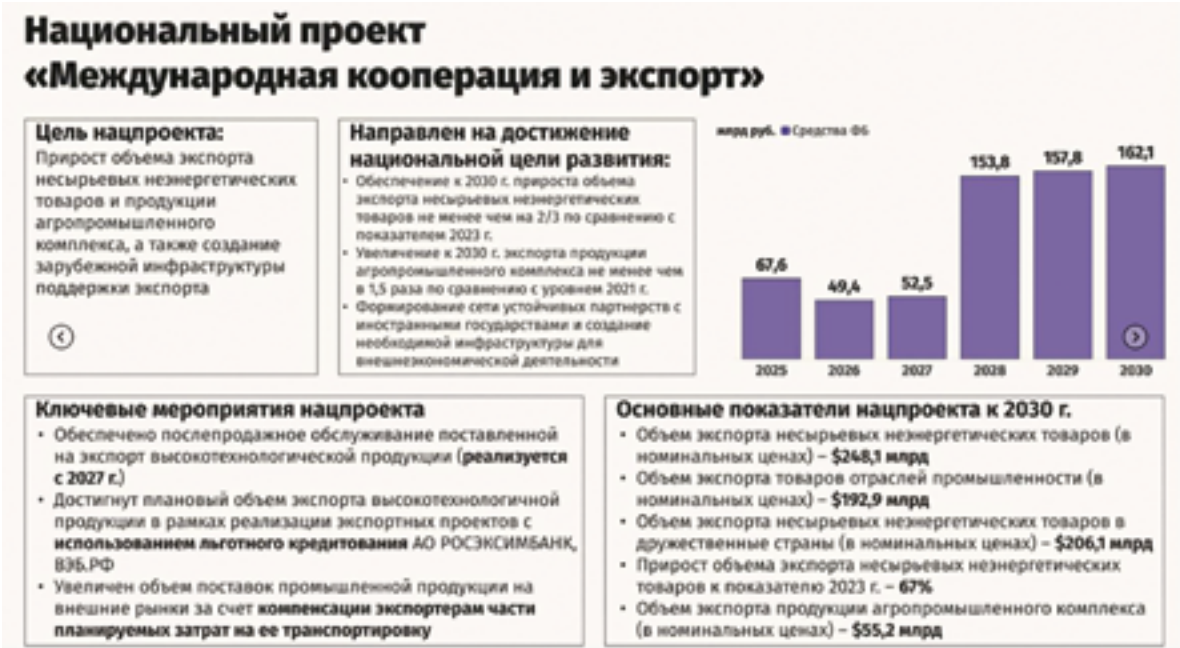 Национальный проект
«Международная кооперация и экспорт»
Цель нацпроекта:
Прирост объема экспорта
несырьевых неэнергетических
товаров и продукции
агропромышленного
комплекса, а также создание
зарубежной инфраструктуры
поддержки экспорта
Направлен на достижение
национальной цели развития:
• Обеспечение к 2030 г. прироста объема
экспорта несырьевых неэнергетических
товаров не менее чем на 2/3 по сравнению с
показателем 2023 г.
• Увеличение к 2030 г. экспорта продукции
агропромышленного комплекса не менее чем
в 1,5 раза по сравнению с уровнем 2021 г.
• Формирование сети устойчивых партнерств с
иностранными государствами и создание
необходимой инфраструктуры для
внешнеэкономической деятельности
млрд руб. Средства ФБ
67,6 49,4 52,5 153,8 157,8 162,1
2025 2026 2027 2028 2029 2030
Ключевые мероприятия нацпроекта
• Обеспечено послепродажное обслуживание поставленной
на экспорт высокотехнологической продукции (реализуется
с 2027 г.)
• Достигнут плановый объем экспорта высокотехнологичной
продукции в рамках реализации экспортных проектов с
использованием льготного кредитования АО РОСЭКСИМБАНК,
ВЭБ.РФ
• Увеличен объем поставок промышленной продукции на
внешние рынки за счет компенсации экспортерам части
планируемых затрат на ее транспортировку
Основные показатели нацпроекта к 2030 г.
• Объем экспорта несырьевых неэнергетических товаров (в
номинальных ценах) – $248,1 млрд
• Объем экспорта товаров отраслей промышленности (в
номинальных ценах) – $192,9 млрд
• Объем экспорта несырьевых неэнергетических товаров в
дружественные страны (в номинальных ценах) – $206,1 млрд
• Прирост объема экспорта несырьевых неэнергетических
товаров к показателю 2023 г. – 67%
• Объем экспорта продукции агропромышленного комплекса
(в номинальных ценах) – $55,2 млрд